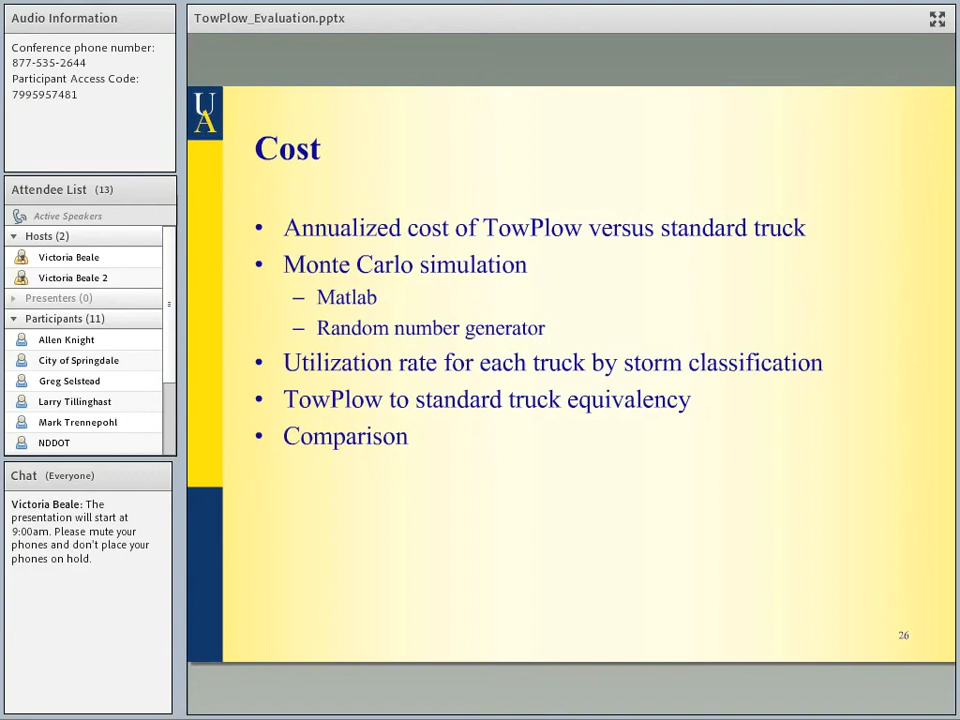 Audio Information
Conference phone number:
877-535-2644
Participant Access Code:
7995957481
Attendee List (13)
Active Speakers
Hosts (2)
Victoria Beale
Victoria Beale 2
Presenters (0)
Participants (11)
Allen Knight
City of Springdale
Greg Selstead
Larry Tillinghast
Mark Trennepohl
NDDOT
Chat (Everyone)
Victoria Beale: The
presentation will start at
9:00am. Please mute your
phones and don't place your
phones on hold.
TowPlow_Evaluation.pptx
UA
Cost
• Annualized cost of TowPlow versus standard truck
• Monte Carlo simulation
– Matlab
– Random number generator
• Utilization rate for each truck by storm classification
• TowPlow to standard truck equivalency
• Comparison
26